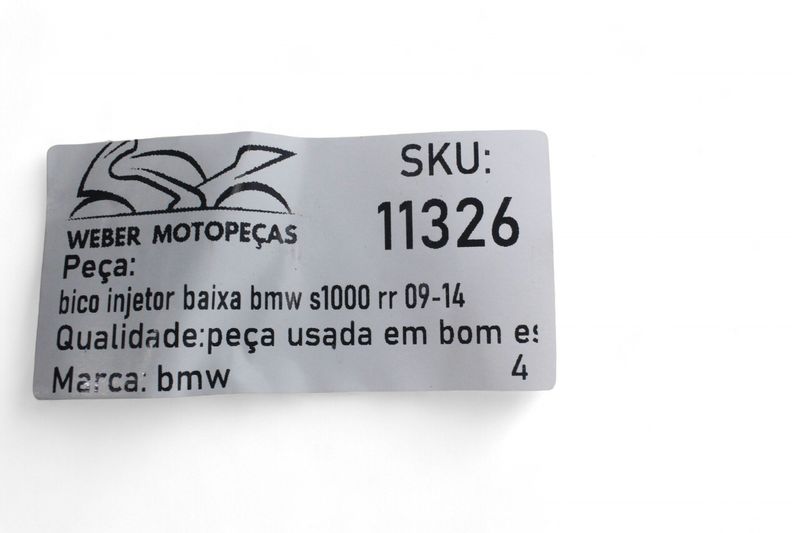 WEBER MOTOPEÇAS
SKU:
11326
Peça:
bico injetor baixa bmw s1000 rr 09-14
Qualidade:peça usada em bom es
Marca: bmw
4